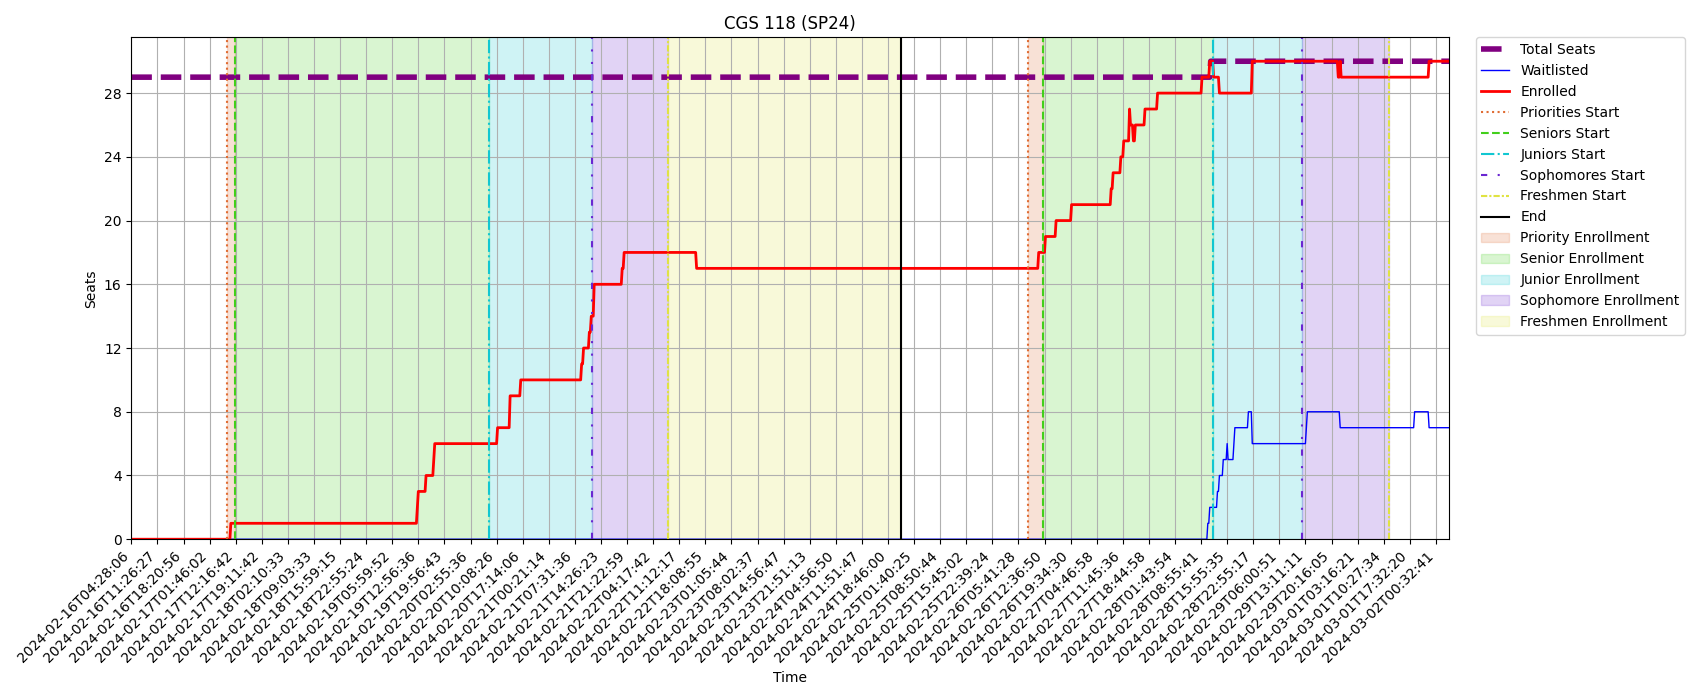 CGS 118 (SP24)
Total Seats
Waitlisted
Enrolled
Priorities Start
Seniors Start
Juniors Start
Sophomores Start
Freshmen Start
End
Priority Enrollment
Senior Enrollment
Junior Enrollment
Sophomore Enrollment
Freshmen Enrollment
Seats
28
24
20
16
12
8
4
0
2024-02-16T04:28:06
2024-02-16T11:26:27
2024-02-16T18:20:56
2024-02-17T01:46:02
2024-02-17T12:16:42
2024-02-17T19:11:42
2024-02-18T02:10:33
2024-02-18T09:03:33
2024-02-18T15:59:15
2024-02-18T22:55:24
2024-02-19T05:59:52
2024-02-19T12:56:36
2024-02-19T19:56:43
2024-02-20T02:55:36
2024-02-20T10:08:26
2024-02-20T17:14:06
2024-02-21T00:21:14
2024-02-21T07:31:36
2024-02-21T14:26:23
2024-02-21T21:22:59
2024-02-22T04:17:42
2024-02-22T11:12:17
2024-02-22T18:08:55
2024-02-23T01:05:44
2024-02-23T08:02:37
2024-02-23T14:56:47
2024-02-23T21:51:13
2024-02-24T04:56:50
2024-02-24T11:51:47
2024-02-24T18:46:00
2024-02-25T01:40:25
2024-02-25T08:50:44
2024-02-25T15:45:02
2024-02-25T22:39:24
2024-02-26T05:41:28
2024-02-26T12:36:50
2024-02-26T19:34:30
2024-02-27T04:46:58
2024-02-27T11:45:36
2024-02-27T18:44:58
2024-02-28T01:43:54
2024-02-28T08:55:41
2024-02-28T15:55:35
2024-02-28T22:55:17
2024-02-29T06:00:51
2024-02-29T13:11:11
2024-02-29T20:16:05
2024-03-01T03:16:21
2024-03-01T10:27:34
2024-03-01T17:32:20
2024-03-02T00:32:41
Time